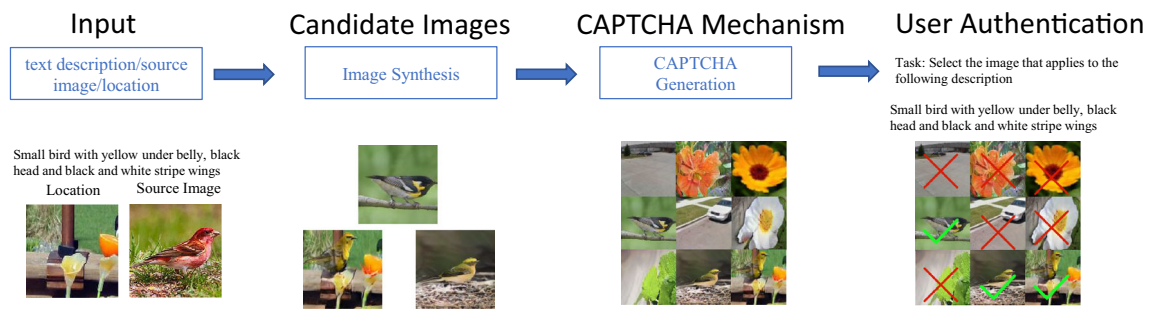 Input
Candidate Images
CAPTCHA Mechanism
User Authentication
text description/source
image/location
Image Synthesis
CAPTCHA
Generation
Task: Select the image that applies to the
following description
Small bird with yellow under belly, black
head and black and white stripe wings
Small bird with yellow under belly, black
head and black and white stripe wings
Location
Source Image